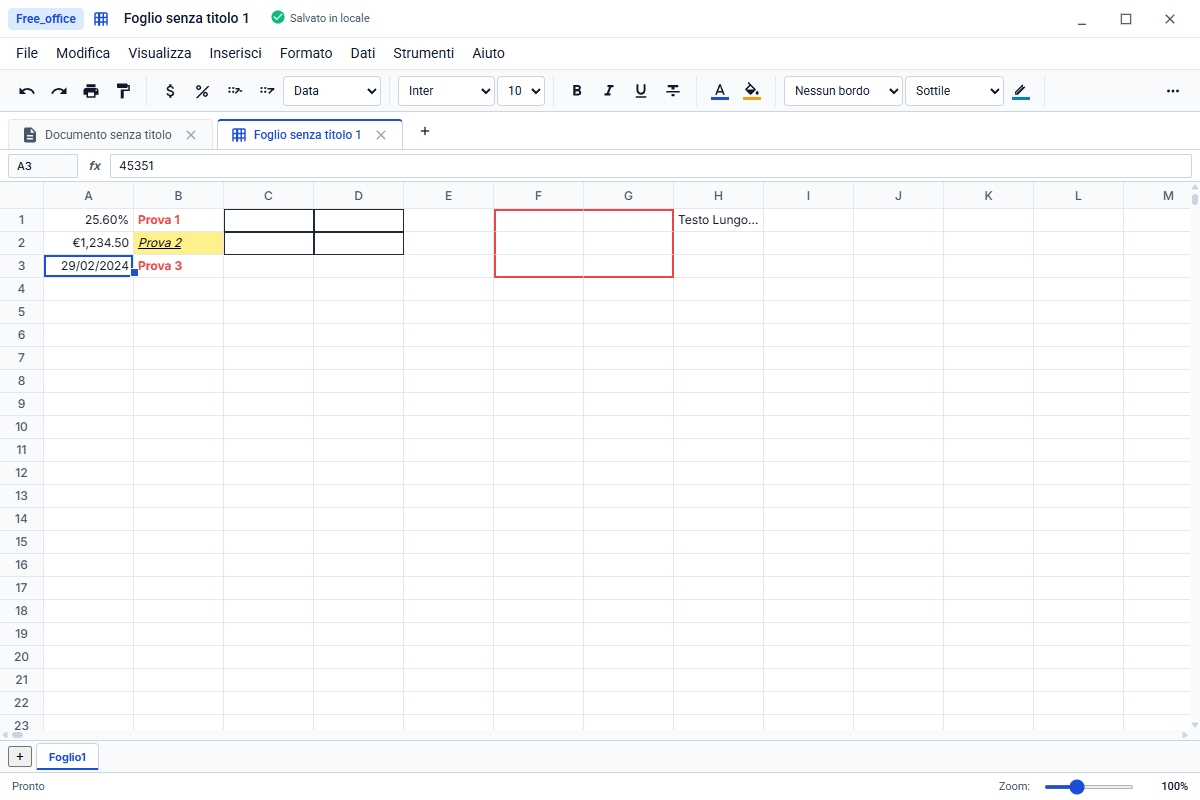 Free_office Foglio senza titolo 1 Salvato in locale
File Modifica Visualizza Inserisci Formato Dati Strumenti Aiuto
$ % Data Inter 10 B I U A Nessun bordo Sottile
Documento senza titolo Foglio senza titolo 1 +
A3 fx 45351
A B C D E F G H I J K L M
1 25.60% Prova 1 Testo Lungo...
2 €1,234.50 Prova 2
3 29/02/2024 Prova 3
4
5
6
7
8
9
10
11
12
13
14
15
16
17
18
19
20
21
22
23
+ Foglio1
Pronto Zoom: 100%